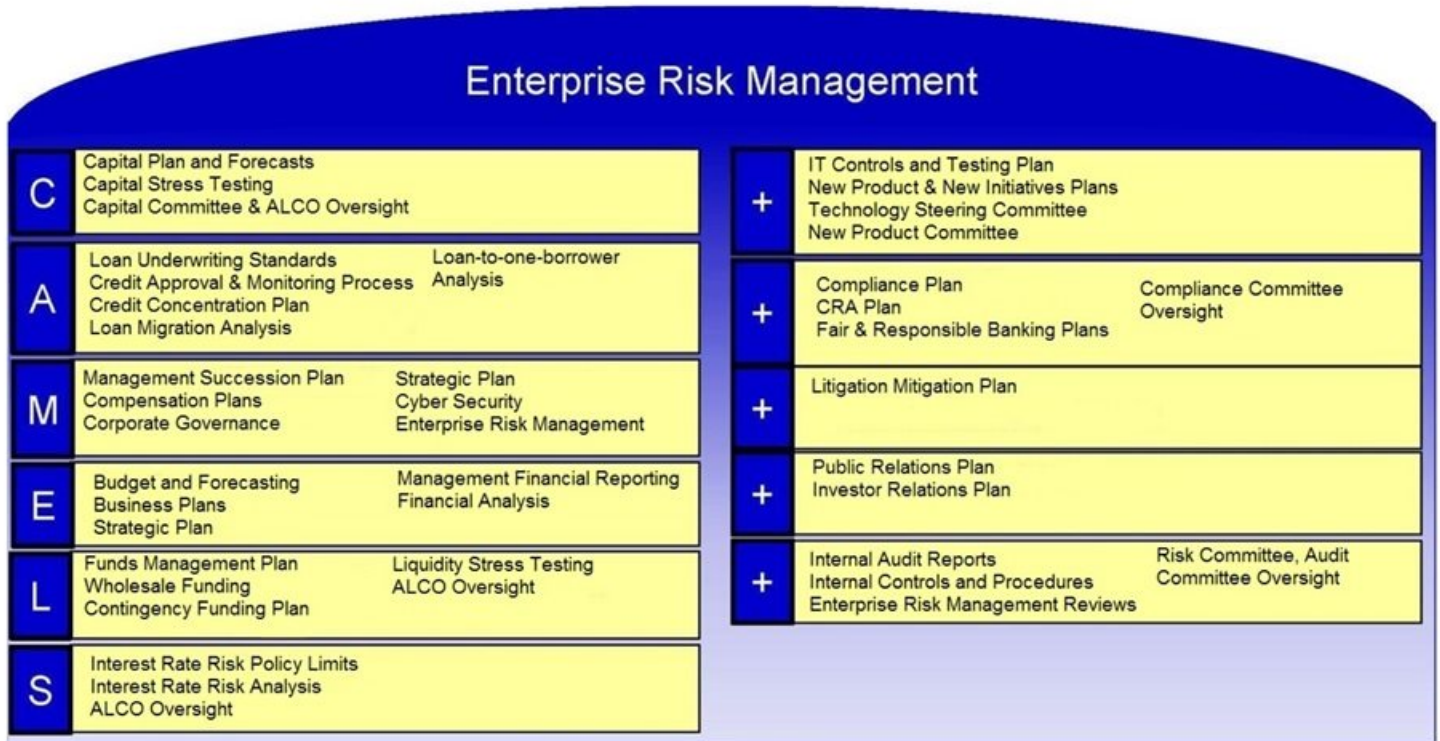 Enterprise Risk Management
C
Capital Plan and Forecasts
Capital Stress Testing
Capital Committee & ALCO Oversight
A
Loan Underwriting Standards
Credit Approval & Monitoring Process
Credit Concentration Plan
Loan Migration Analysis
Loan-to-one-borrower
Analysis
M
Management Succession Plan
Compensation Plans
Corporate Governance
Strategic Plan
Cyber Security
Enterprise Risk Management
E
Budget and Forecasting
Business Plans
Strategic Plan
Management Financial Reporting
Financial Analysis
L
Funds Management Plan
Wholesale Funding
Contingency Funding Plan
Liquidity Stress Testing
ALCO Oversight
S
Interest Rate Risk Policy Limits
Interest Rate Risk Analysis
ALCO Oversight
+
IT Controls and Testing Plan
New Product & New Initiatives Plans
Technology Steering Committee
New Product Committee
+
Compliance Plan
CRA Plan
Fair & Responsible Banking Plans
Compliance Committee
Oversight
+
Litigation Mitigation Plan
+
Public Relations Plan
Investor Relations Plan
+
Internal Audit Reports
Internal Controls and Procedures
Enterprise Risk Management Reviews
Risk Committee, Audit
Committee Oversight